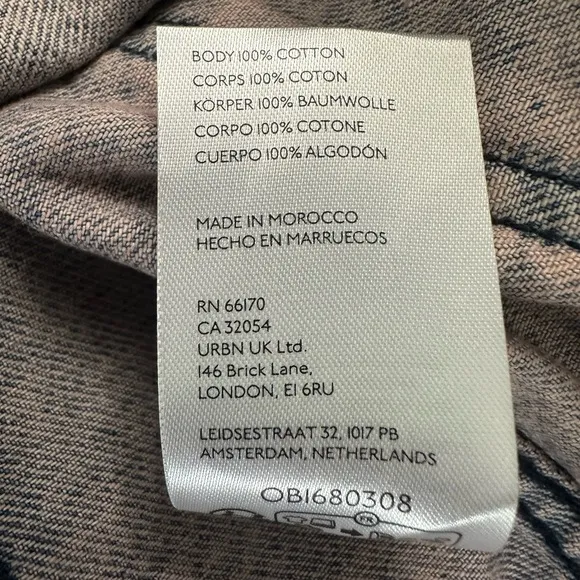 BODY 100% COTTON
CORPS 100% COTON
KÖRPER 100% BAUMWOLLE
CORPO 100% COTONE
CUERPO 100% ALGODÓN
MADE IN MOROCCO
HECHO EN MARRUECOS
RN 66170
CA 32054
URBN UK Ltd.
146 Brick Lane,
LONDON, E1 6RU
LEIDSESTRAAT 32, 1017 PB
AMSTERDAM, NETHERLANDS
OB1680308
FR